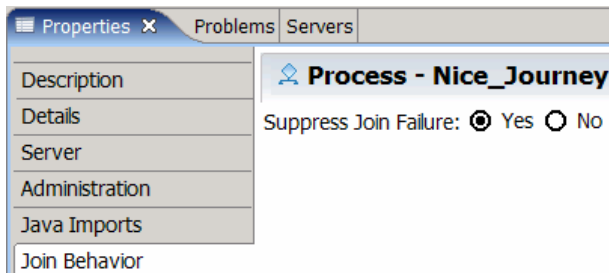 Properties Problems Servers
Description
Details
Server
Administration
Java Imports
Join Behavior
Process - Nice_Journey
Suppress Join Failure: Yes No